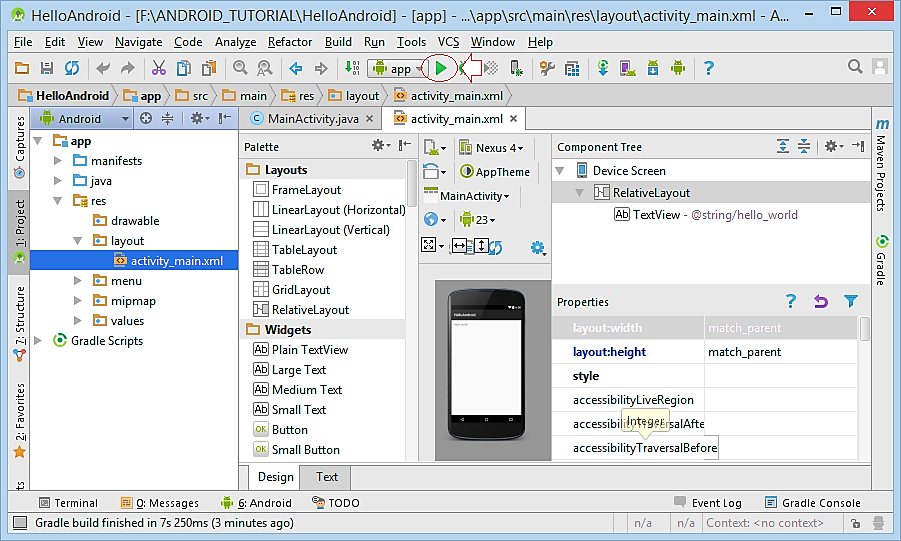 HelloAndroid - [F:\ANDROID_TUTORIAL\HelloAndroid] - [app] - ...\app\src\main\res\layout\activity_main.xml - A...
File Edit View Navigate Code Analyze Refactor Build Run Tools VCS Window Help
app
HelloAndroid app src main res layout activity_main.xml
Android
MainActivity.java
activity_main.xml
Captures
1: Project
7: Structure
2: Favorites
app
manifests
java
res
drawable
layout
activity_main.xml
menu
mipmap
values
Gradle Scripts
Palette
Layouts
FrameLayout
LinearLayout (Horizontal)
LinearLayout (Vertical)
TableLayout
TableRow
GridLayout
RelativeLayout
Widgets
Plain TextView
Large Text
Medium Text
Small Text
Button
Small Button
Nexus 4
AppTheme
MainActivity
23
HelloAndroid
Component Tree
Device Screen
RelativeLayout
TextView - @string/hello_world
Properties
layout:width match_parent
layout:height match_parent
style
accessibilityLiveRegion
Integer
accessibilityTraversalBefore
Maven Projects
Gradle
Design Text
Terminal 0: Messages 6: Android TODO Event Log Gradle Console
Gradle build finished in 7s 250ms (3 minutes ago) n/a n/a Context: <no context>